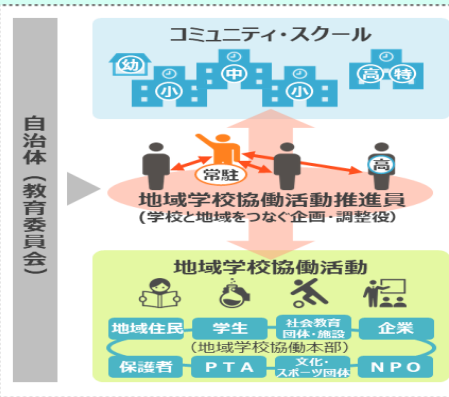 コミュニティ・スクール
幼
小
中
小
高・特
自治体（教育委員会）
常駐
高
地域学校協働活動推進員
(学校と地域をつなぐ企画・調整役)
地域学校協働活動
地域住民
学生
社会教育
団体・施設
企業
(地域学校協働本部)
保護者
PTA
文化・
スポーツ団体
NPO